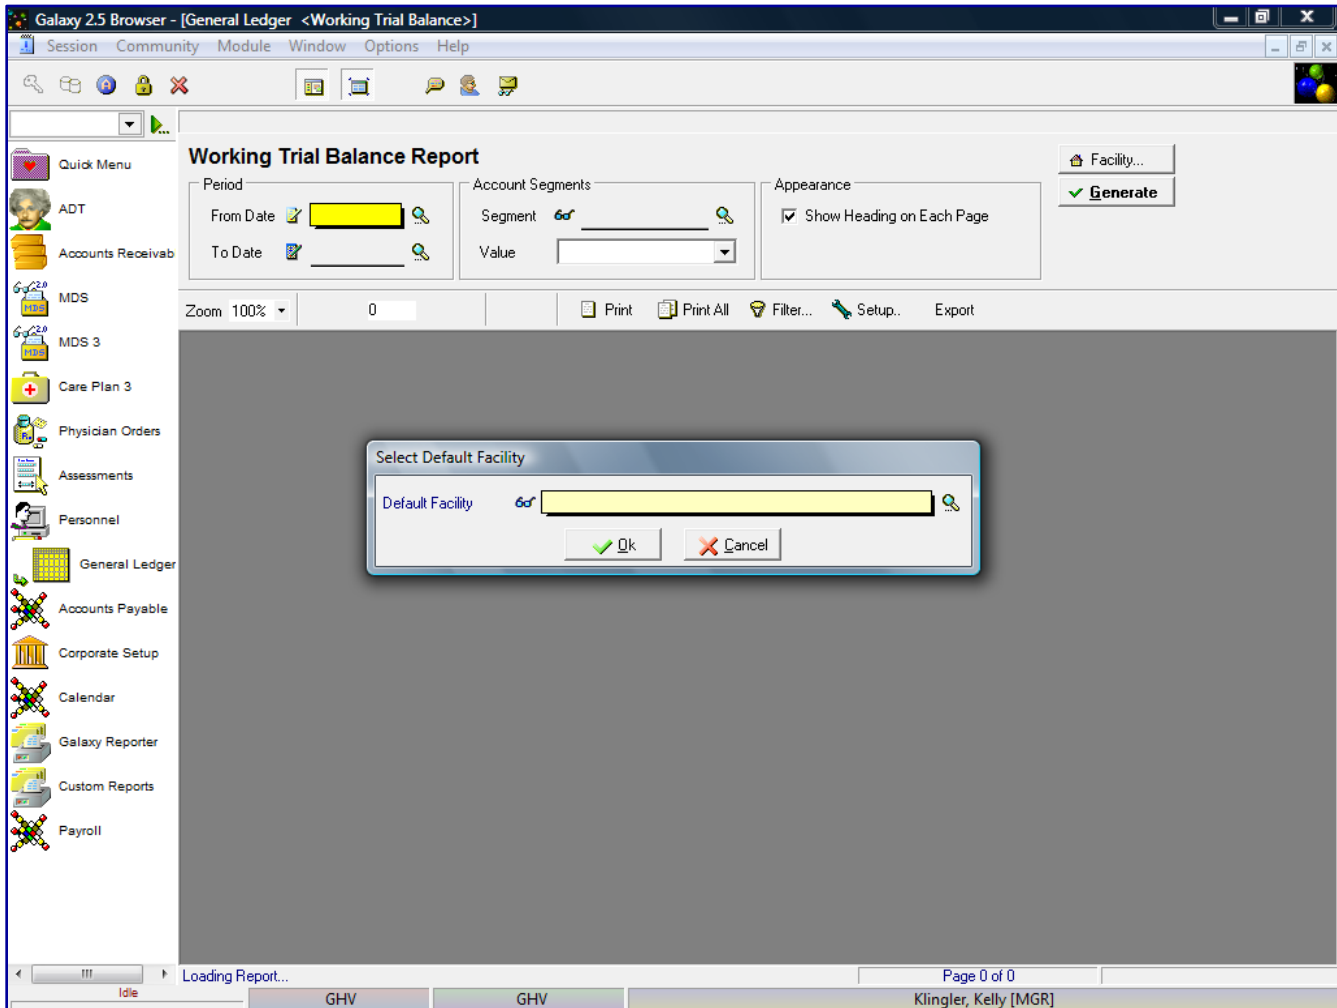 Galaxy 2.5 Browser - [General Ledger <Working Trial Balance>]
Session Community Module Window Options Help
Quick Menu
ADT
Accounts Receivab
MDS
MDS 3
Care Plan 3
Physician Orders
Assessments
Personnel
General Ledger
Accounts Payable
Corporate Setup
Calendar
Galaxy Reporter
Custom Reports
Payroll
Working Trial Balance Report
Facility...
Generate
Period
From Date
To Date
Account Segments
Segment
Value
Appearance
Show Heading on Each Page
Zoom 100% 0 Print Print All Filter... Setup.. Export
Select Default Facility
Default Facility
Ok Cancel
Loading Report... Page 0 of 0
Idle GHV GHV Klingler, Kelly [MGR]